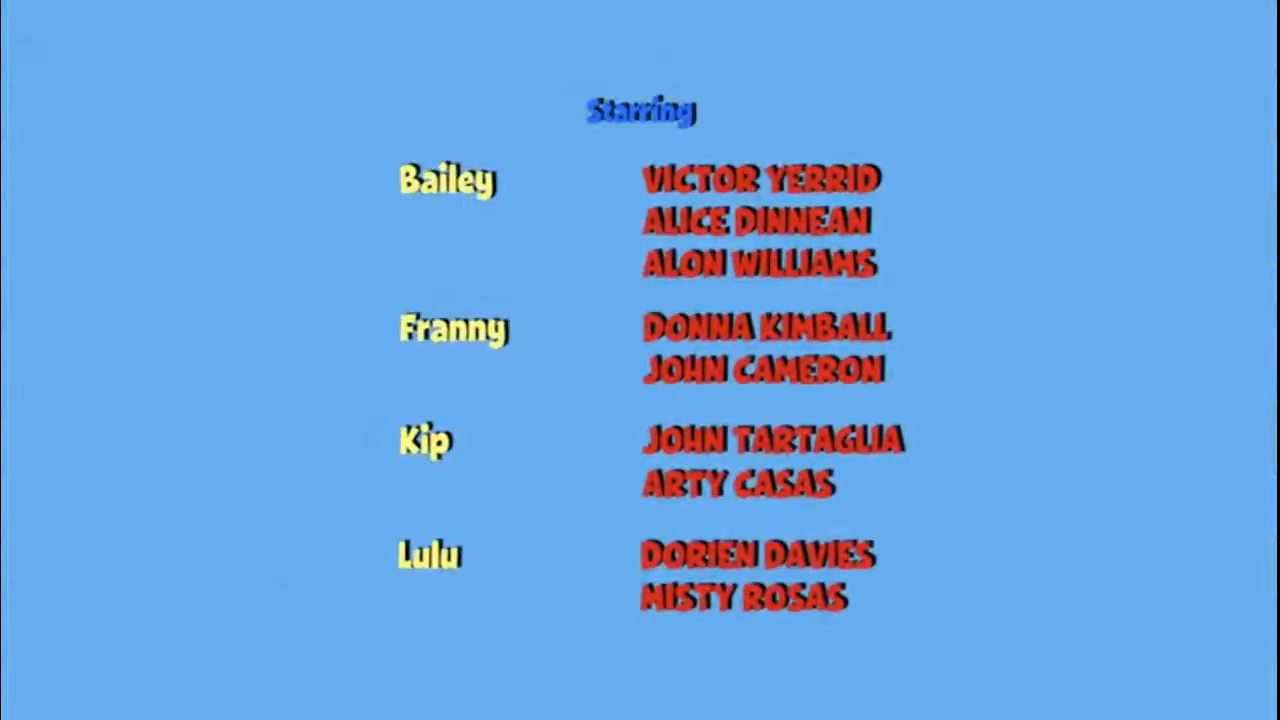 Starring
Bailey VICTOR YERRID
ALICE DINNEAN
ALON WILLIAMS
Franny DONNA KIMBALL
JOHN CAMERON
Kip JOHN TARTAGLIA
ARTY CASAS
Lulu DORIEN DAVIES
MISTY ROSAS